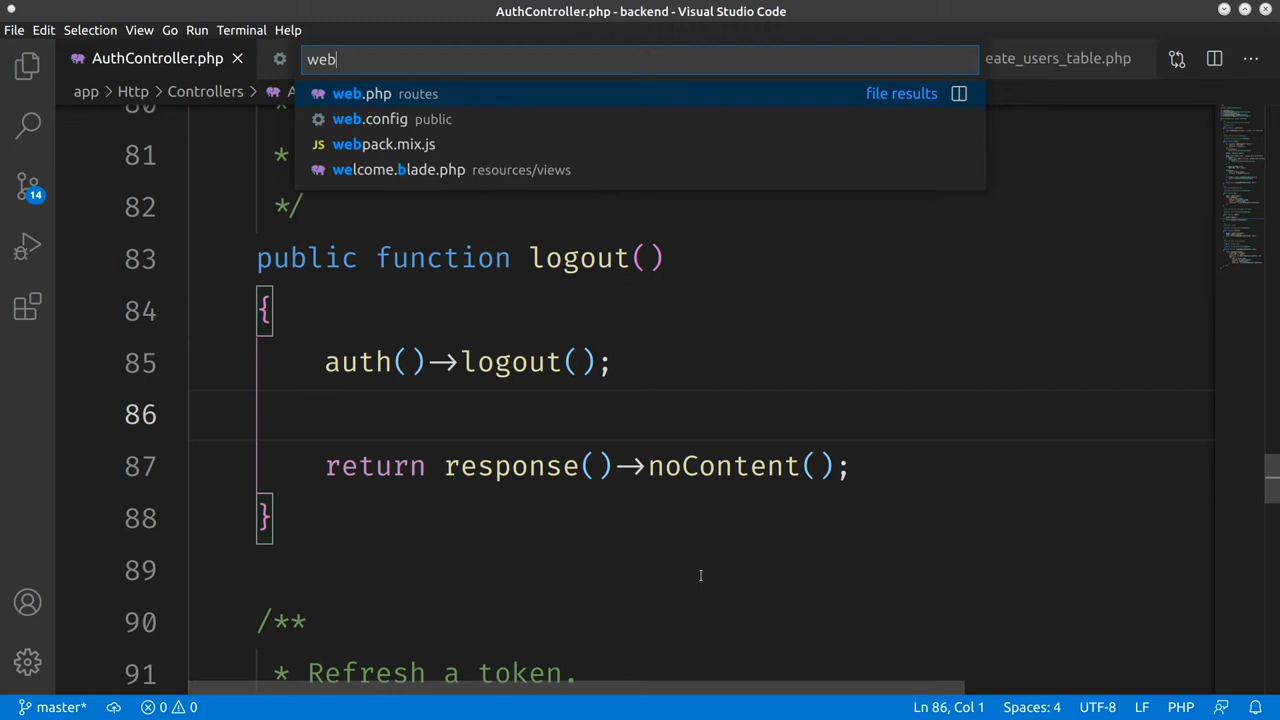 AuthController.php - backend - Visual Studio Code
File Edit Selection View Go Run Terminal Help
AuthController.php
eate_users_table.php
web
app > Http > Controllers >
web.php routes file results
web.config public
JS webpack.mix.js
welcome.blade.php resources/views
80 *
81 *
82 */
83 public function logout()
84 {
85 auth()->logout();
86
87 return response()->noContent();
88 }
89
90 /**
91 * Refresh a token.
14
master* 0 0 Ln 86, Col 1 Spaces: 4 UTF-8 LF PHP